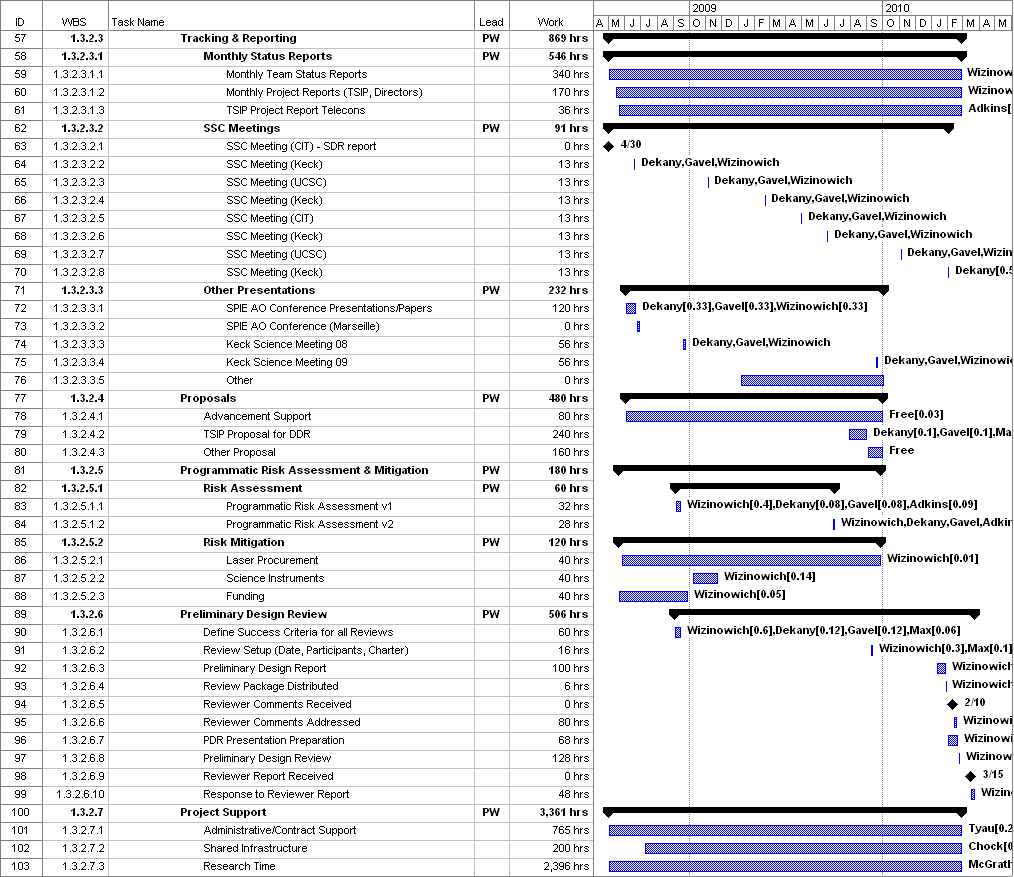 2009 2010
ID WBS Task Name Lead Work A M J J A S O N D J F M A M J J A S O N D J F M A M
57 1.3.2.3 Tracking & Reporting PW 869 hrs
58 1.3.2.3.1 Monthly Status Reports PW 546 hrs
59 1.3.2.3.1.1 Monthly Team Status Reports 340 hrs Wizinow
60 1.3.2.3.1.2 Monthly Project Reports (TSIP, Directors) 170 hrs Wizinow
61 1.3.2.3.1.3 TSIP Project Report Telecons 36 hrs Adkins[
62 1.3.2.3.2 SSC Meetings PW 91 hrs
63 1.3.2.3.2.1 SSC Meeting (CIT) - SDR report 0 hrs 4/30
64 1.3.2.3.2.2 SSC Meeting (Keck) 13 hrs Dekany,Gavel,Wizinowich
65 1.3.2.3.2.3 SSC Meeting (UCSC) 13 hrs Dekany,Gavel,Wizinowich
66 1.3.2.3.2.4 SSC Meeting (Keck) 13 hrs Dekany,Gavel,Wizinowich
67 1.3.2.3.2.5 SSC Meeting (CIT) 13 hrs Dekany,Gavel,Wizinowich
68 1.3.2.3.2.6 SSC Meeting (Keck) 13 hrs Dekany,Gavel,Wizinowich
69 1.3.2.3.2.7 SSC Meeting (UCSC) 13 hrs Dekany,Gavel,Wizin
70 1.3.2.3.2.8 SSC Meeting (Keck) 13 hrs Dekany[0.5
71 1.3.2.3.3 Other Presentations PW 232 hrs
72 1.3.2.3.3.1 SPIE AO Conference Presentations/Papers 120 hrs Dekany[0.33],Gavel[0.33],Wizinowich[0.33]
73 1.3.2.3.3.2 SPIE AO Conference (Marseille) 0 hrs
74 1.3.2.3.3.3 Keck Science Meeting 08 56 hrs Dekany,Gavel,Wizinowich
75 1.3.2.3.3.4 Keck Science Meeting 09 56 hrs Dekany,Gavel,Wizinowi
76 1.3.2.3.3.5 Other 0 hrs
77 1.3.2.4 Proposals PW 480 hrs
78 1.3.2.4.1 Advancement Support 80 hrs Free[0.03]
79 1.3.2.4.2 TSIP Proposal for DDR 240 hrs Dekany[0.1],Gavel[0.1],Ma
80 1.3.2.4.3 Other Proposal 160 hrs Free
81 1.3.2.5 Programmatic Risk Assessment & Mitigation PW 180 hrs
82 1.3.2.5.1 Risk Assessment PW 60 hrs
83 1.3.2.5.1.1 Programmatic Risk Assessment v1 32 hrs Wizinowich[0.4],Dekany[0.08],Gavel[0.08],Adkins[0.09]
84 1.3.2.5.1.2 Programmatic Risk Assessment v2 28 hrs Wizinowich,Dekany,Gavel,Adkin
85 1.3.2.5.2 Risk Mitigation PW 120 hrs
86 1.3.2.5.2.1 Laser Procurement 40 hrs Wizinowich[0.01]
87 1.3.2.5.2.2 Science Instruments 40 hrs Wizinowich[0.14]
88 1.3.2.5.2.3 Funding 40 hrs Wizinowich[0.05]
89 1.3.2.6 Preliminary Design Review PW 506 hrs
90 1.3.2.6.1 Define Success Criteria for all Reviews 60 hrs Wizinowich[0.6],Dekany[0.12],Gavel[0.12],Max[0.06]
91 1.3.2.6.2 Review Setup (Date, Participants, Charter) 16 hrs Wizinowich[0.3],Max[0.1]
92 1.3.2.6.3 Preliminary Design Report 100 hrs Wizinowich
93 1.3.2.6.4 Review Package Distributed 6 hrs Wizinowich
94 1.3.2.6.5 Reviewer Comments Received 0 hrs 2/10
95 1.3.2.6.6 Reviewer Comments Addressed 80 hrs Wizinowi
96 1.3.2.6.7 PDR Presentation Preparation 68 hrs Wizinowi
97 1.3.2.6.8 Preliminary Design Review 128 hrs Wizinow
98 1.3.2.6.9 Reviewer Report Received 0 hrs 3/15
99 1.3.2.6.10 Response to Reviewer Report 48 hrs Wizin
100 1.3.2.7 Project Support PW 3,361 hrs
101 1.3.2.7.1 Administrative/Contract Support 765 hrs Tyau[0.2
102 1.3.2.7.2 Shared Infrastructure 200 hrs Chock[0
103 1.3.2.7.3 Research Time 2,396 hrs McGrath